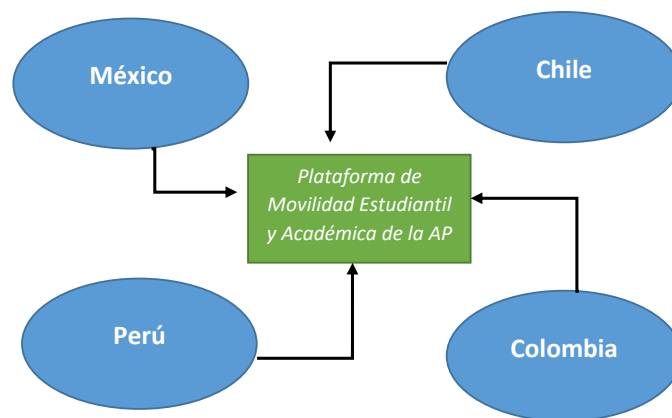 México
Chile
Plataforma de
Movilidad Estudiantil
y Académica de la AP
Perú
Colombia